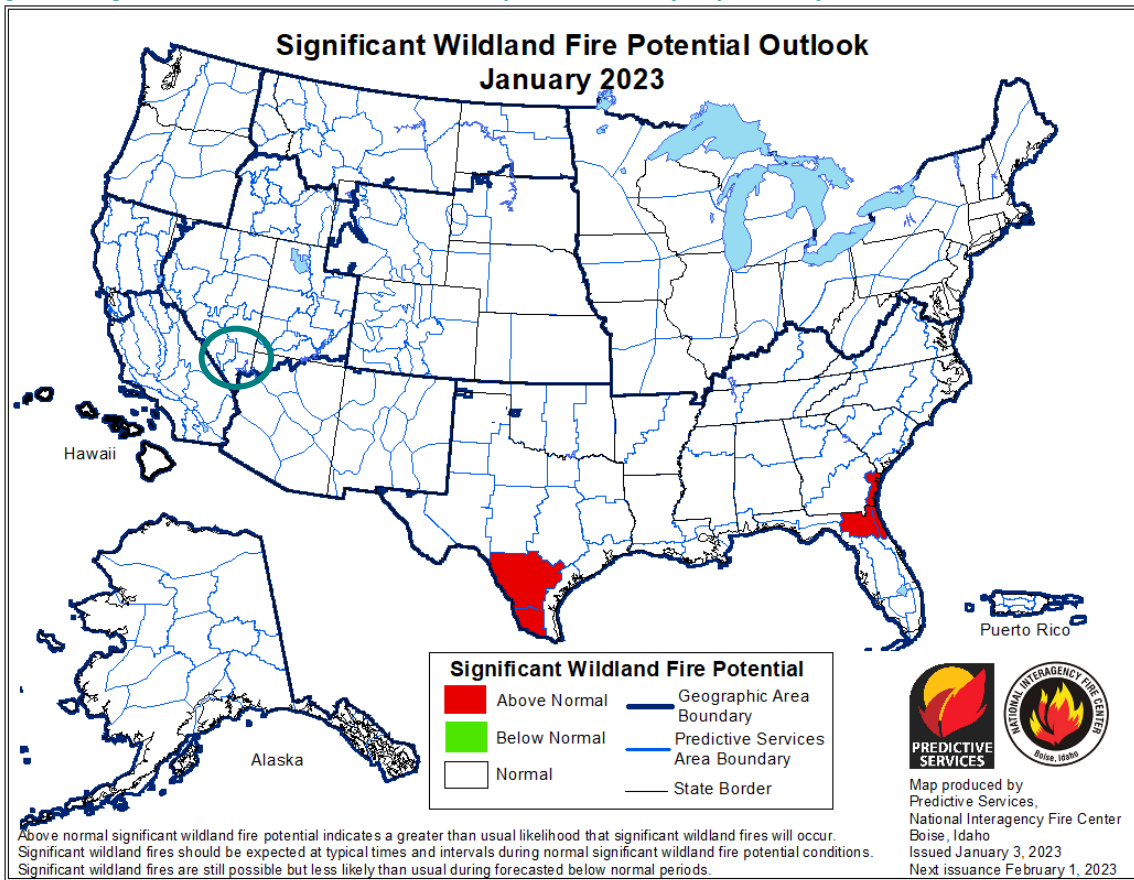 Significant Wildland Fire Potential Outlook
January 2023
Hawaii
Alaska
Puerto Rico
Significant Wildland Fire Potential
Above Normal
Below Normal
Normal
Geographic Area
Boundary
Predictive Services
Area Boundary
State Border
PREDICTIVE
SERVICES
NATIONAL INTERAGENCY FIRE CENTER
Boise, Idaho
Map produced by
Predictive Services,
National Interagency Fire Center
Boise, Idaho
Issued January 3, 2023
Next issuance February 1, 2023
Above normal significant wildland fire potential indicates a greater than usual likelihood that significant wildland fires will occur.
Significant wildland fires should be expected at typical times and intervals during normal significant wildland fire potential conditions.
Significant wildland fires are still possible but less likely than usual during forecasted below normal periods.